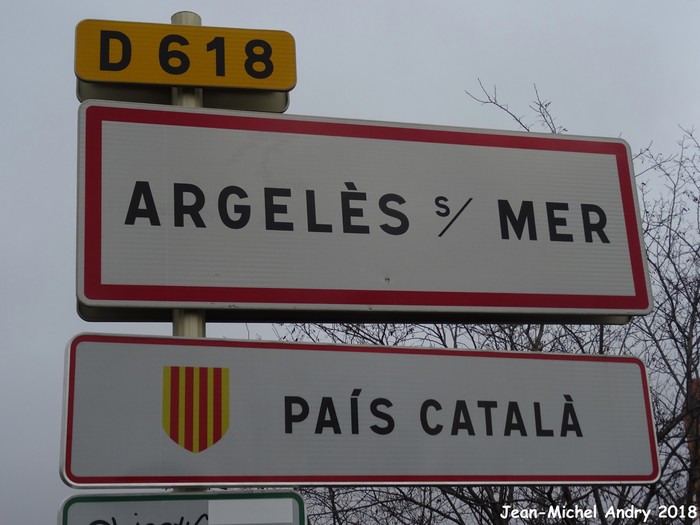 D 618
ARGELÈS s/ MER
PAÍS CATALÀ
Jean-Michel Andry 2018